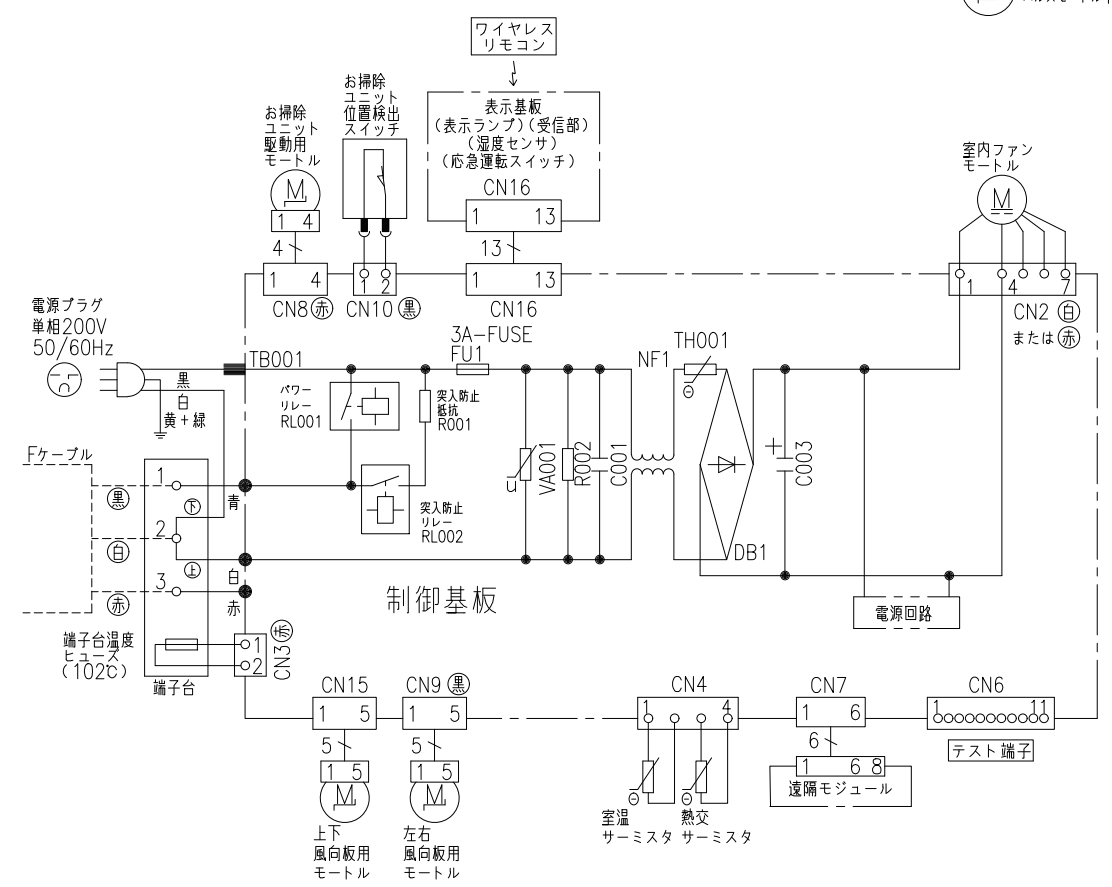 ワイヤレス
リモコン
お掃除
ユニット
位置検出
スイッチ
お掃除
ユニット
駆動用
モートル
M
1 4
4
1 4
CN8 赤
1 2
CN10 黒
表示基板
(表示ランプ)(受信部)
(湿度センサ)
(応急運転スイッチ)
CN16
1 13
13
1 13
CN16
室内ファン
モートル
M
1 4 7
CN2 白
または 赤
電源プラグ
単相200V
50/60Hz
黒
白
黄+緑
TB001
3A-FUSE
FU1
パワー
リレー
RL001
突入防止
抵抗
R001
突入防止
リレー
RL002
u
VA001
R002
C001
NF1
TH001
DB1
+
C003
電源回路
Fケーブル
黒
白
赤
1
2
3
下
上
青
白
赤
制御基板
端子台温度
ヒューズ
(102℃)
端子台
1
2
CN3 赤
CN15
1 5
5
1 5
M
上下
風向板用
モートル
CN9 黒
1 5
5
1 5
M
左右
風向板用
モートル
CN4
1 4
室温
サーミスタ
熱交
サーミスタ
CN7
1 6
6
1 6 8
遠隔モジュール
CN6
1 11
テスト端子